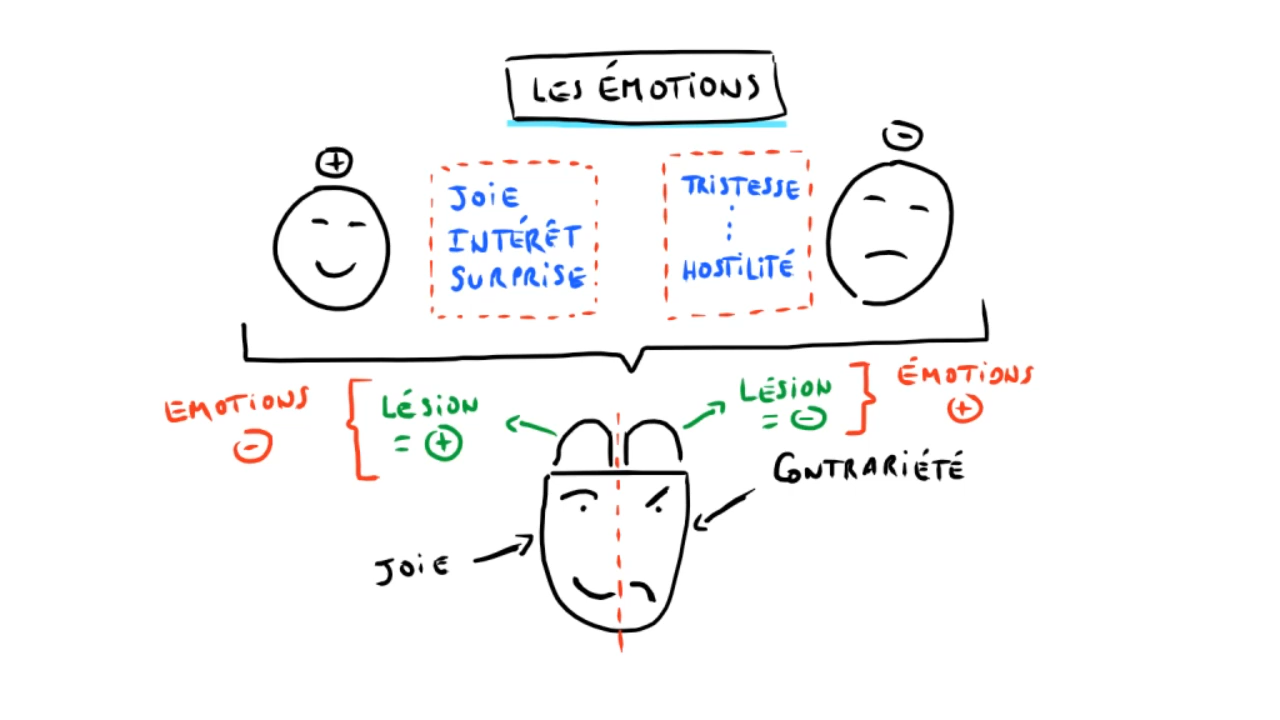 LES ÉMOTIONS
+
-
JOIE
INTÉRÊT
SURPRISE
TRISTESSE
HOSTILITÉ
EMOTIONS
-
LÉSION
= +
LÉSION
= -
ÉMOTIONS
+
CONTRARIÉTÉ
JOIE